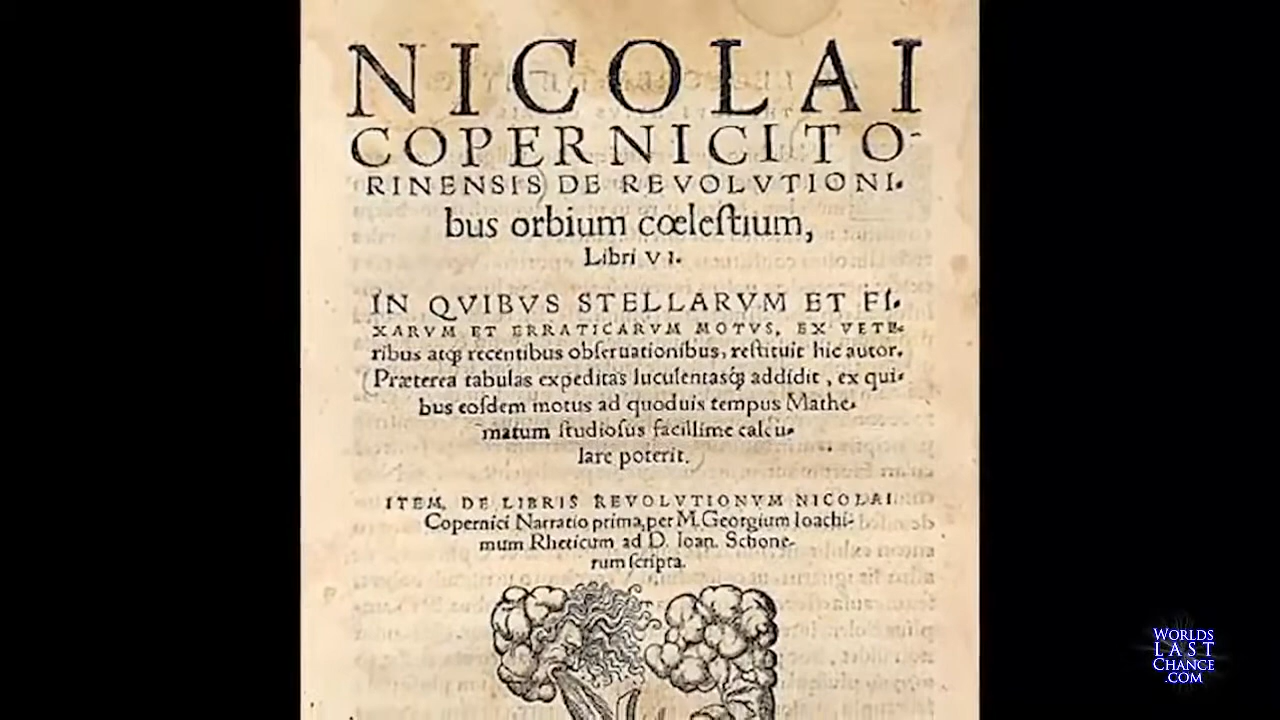 NICOLAI
COPERNICI TO-
RINENSIS DE REVOLVTIONI-
bus orbium cœleſtium,
Libri VI.
IN QVIBVS STELLARVM ET FI-
XARVM ET ERRATICARVM MOTVS, EX VETE-
ribus atqꝫ recentibus obſeruationibus, reſtituit hic autor.
Præterea tabulas expeditas luculentasqꝫ addidit, ex qui-
bus eoſdem motus ad quoduis tempus Mathe-
matum ſtudioſus facillime calcu-
lare poterit.
ITEM, DE LIBRIS REVOLVTIONVM NICOLAI
Copernici Narratio prima, per M. Georgium Ioachi-
mum Rheticum ad D. Ioan. Schone-
rum ſcripta.
WORLDS
LAST
CHANCE
.COM